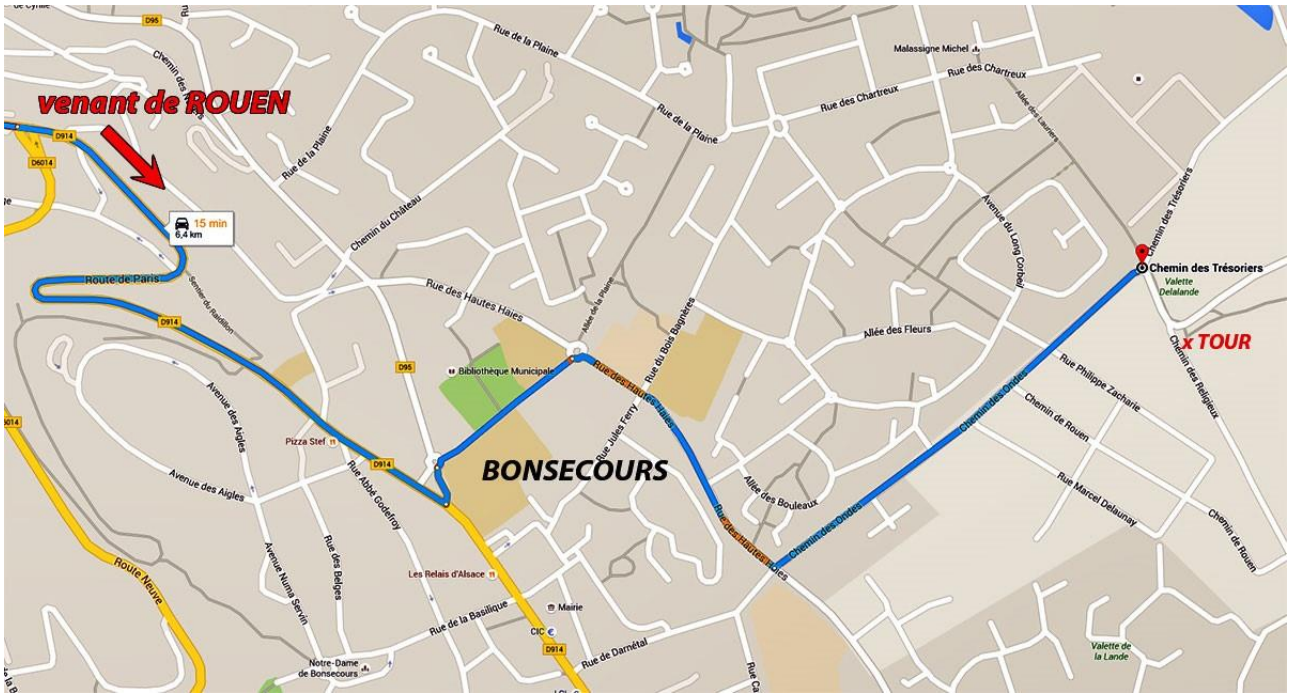 D95
Rue de la Plaine
Malassigne Michel
Rue des Chartreux
Chemin des
venant de ROUEN
Rue des Chartreux
Allée des Lauriers
Rue de la Plaine
D914
D6014
Rue de la Plaine
15 min
6,4 km
Chemin du Château
Avenue du Long Corbeil
Chemin des Trésoriers
Chemin des Trésoriers
Valette
Delalande
Route de Paris
Sentier du Raidillon
Rue des Hautes Haies
Allée de la Plaine
Rue du Bois Bagnères
D914
Allée des Fleurs
x TOUR
D95
Bibliothèque Municipale
Rue des Hautes Haies
Rue Philippe Zacharie
Chemin des Religieux
Chemin des Ondes
Chemin de Rouen
Avenue des Aigles
6014
Pizza Stef
Rue Jules Ferry
D914
BONSECOURS
Avenue des Aigles
Rue Abbé Godefroy
Allée des Bouleaux
Rue Marcel Delaunay
Chemin de Rouen
Rue des Hautes Haies
Chemin des Ondes
Route Neuve
Avenue Numa Servin
Rue des Belges
Les Relais d'Alsace
Rue de la Basilique
Mairie
CIC
D914
Rue de Darnétal
Notre-Dame
de Bonsecours
Valette de
la Lande